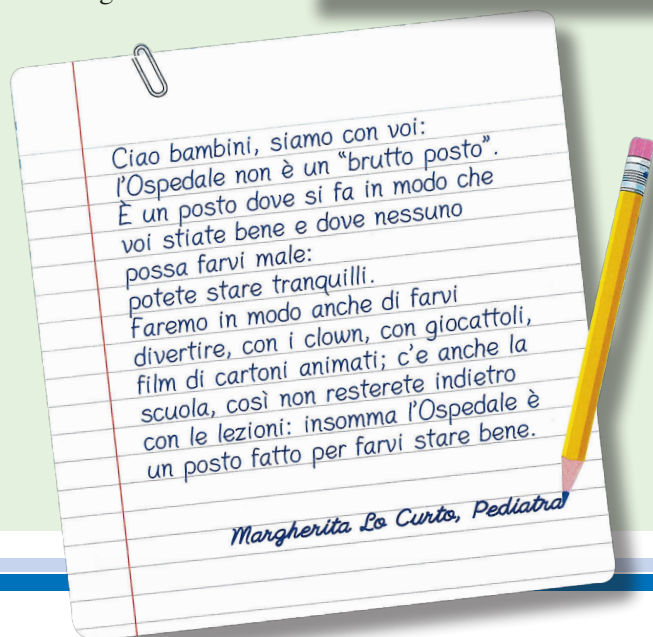 Ciao bambini, siamo con voi:
l'Ospedale non è un “brutto posto”.
È un posto dove si fa in modo che
voi stiate bene e dove nessuno
possa farvi male:
potete stare tranquilli.
Faremo in modo anche di farvi
divertire, con i clown, con giocattoli,
film di cartoni animati; c'e anche la
scuola, così non resterete indietro
con le lezioni: insomma l'Ospedale è
un posto fatto per farvi stare bene.
Margherita Lo Curto, Pediatra